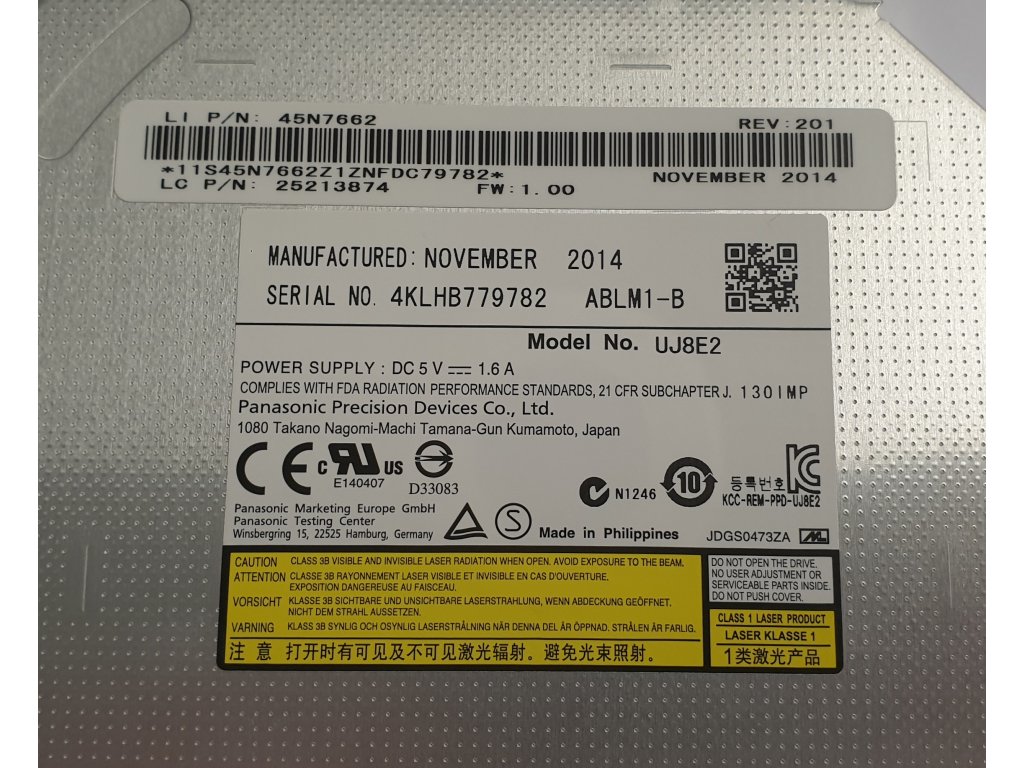 LI P/N: 45N7662 REV:201
*11S45N7662Z1ZNFDC79782*
NOVEMBER 2014
LC P/N: 25213874 FW:1.00
MANUFACTURED: NOVEMBER 2014
SERIAL NO. 4KLHB779782 ABLM1-B
Model No. UJ8E2
POWER SUPPLY : DC 5 V ⎓ 1.6 A
COMPLIES WITH FDA RADIATION PERFORMANCE STANDARDS, 21 CFR SUBCHAPTER J. 130IMP
Panasonic Precision Devices Co., Ltd.
1080 Takano Nagomi-Machi Tamana-Gun Kumamoto, Japan
CE c RU US
E140407
D33083
N1246
10
등록번호
KCC-REM-PPD-UJ8E2
Panasonic Marketing Europe GmbH
Panasonic Testing Center
Winsbergring 15, 22525 Hamburg, Germany
S
Made in Philippines
JDGS0473ZA
CAUTION CLASS 3B VISIBLE AND INVISIBLE LASER RADIATION WHEN OPEN. AVOID EXPOSURE TO THE BEAM.
ATTENTION CLASSE 3B RAYONNEMENT LASER VISIBLE ET INVISIBLE EN CAS D'OUVERTURE.
EXPOSITION DANGEREUSE AU FAISCEAU.
VORSICHT KLASSE 3B SICHTBARE UND UNSICHTBARE LASERSTRAHLUNG, WENN ABDECKUNG GEÖFFNET.
NICHT DEM STRAHL AUSSETZEN.
VARNING KLASS 3B SYNLIG OCH OSYNLIG LASERSTRÅLNING NÄR DENNA DEL ÄR ÖPPNAD. STRÅLEN ÄR FARLIG.
注 意 打开时有可见及不可见激光辐射。避免光束照射。
DO NOT OPEN THE DRIVE.
NO USER ADJUSTMENT OR
SERVICEABLE PARTS INSIDE.
DO NOT PUSH COVER.
CLASS 1 LASER PRODUCT
LASER KLASSE 1
1类激光产品